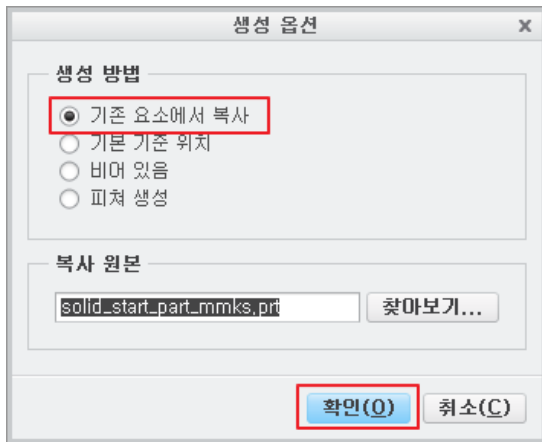 생성 옵션
생성 방법
기존 요소에서 복사
기본 기준 위치
비어 있음
피쳐 생성
복사 원본
solid_start_part_mmks.prt
찾아보기...
확인(O)
취소(C)